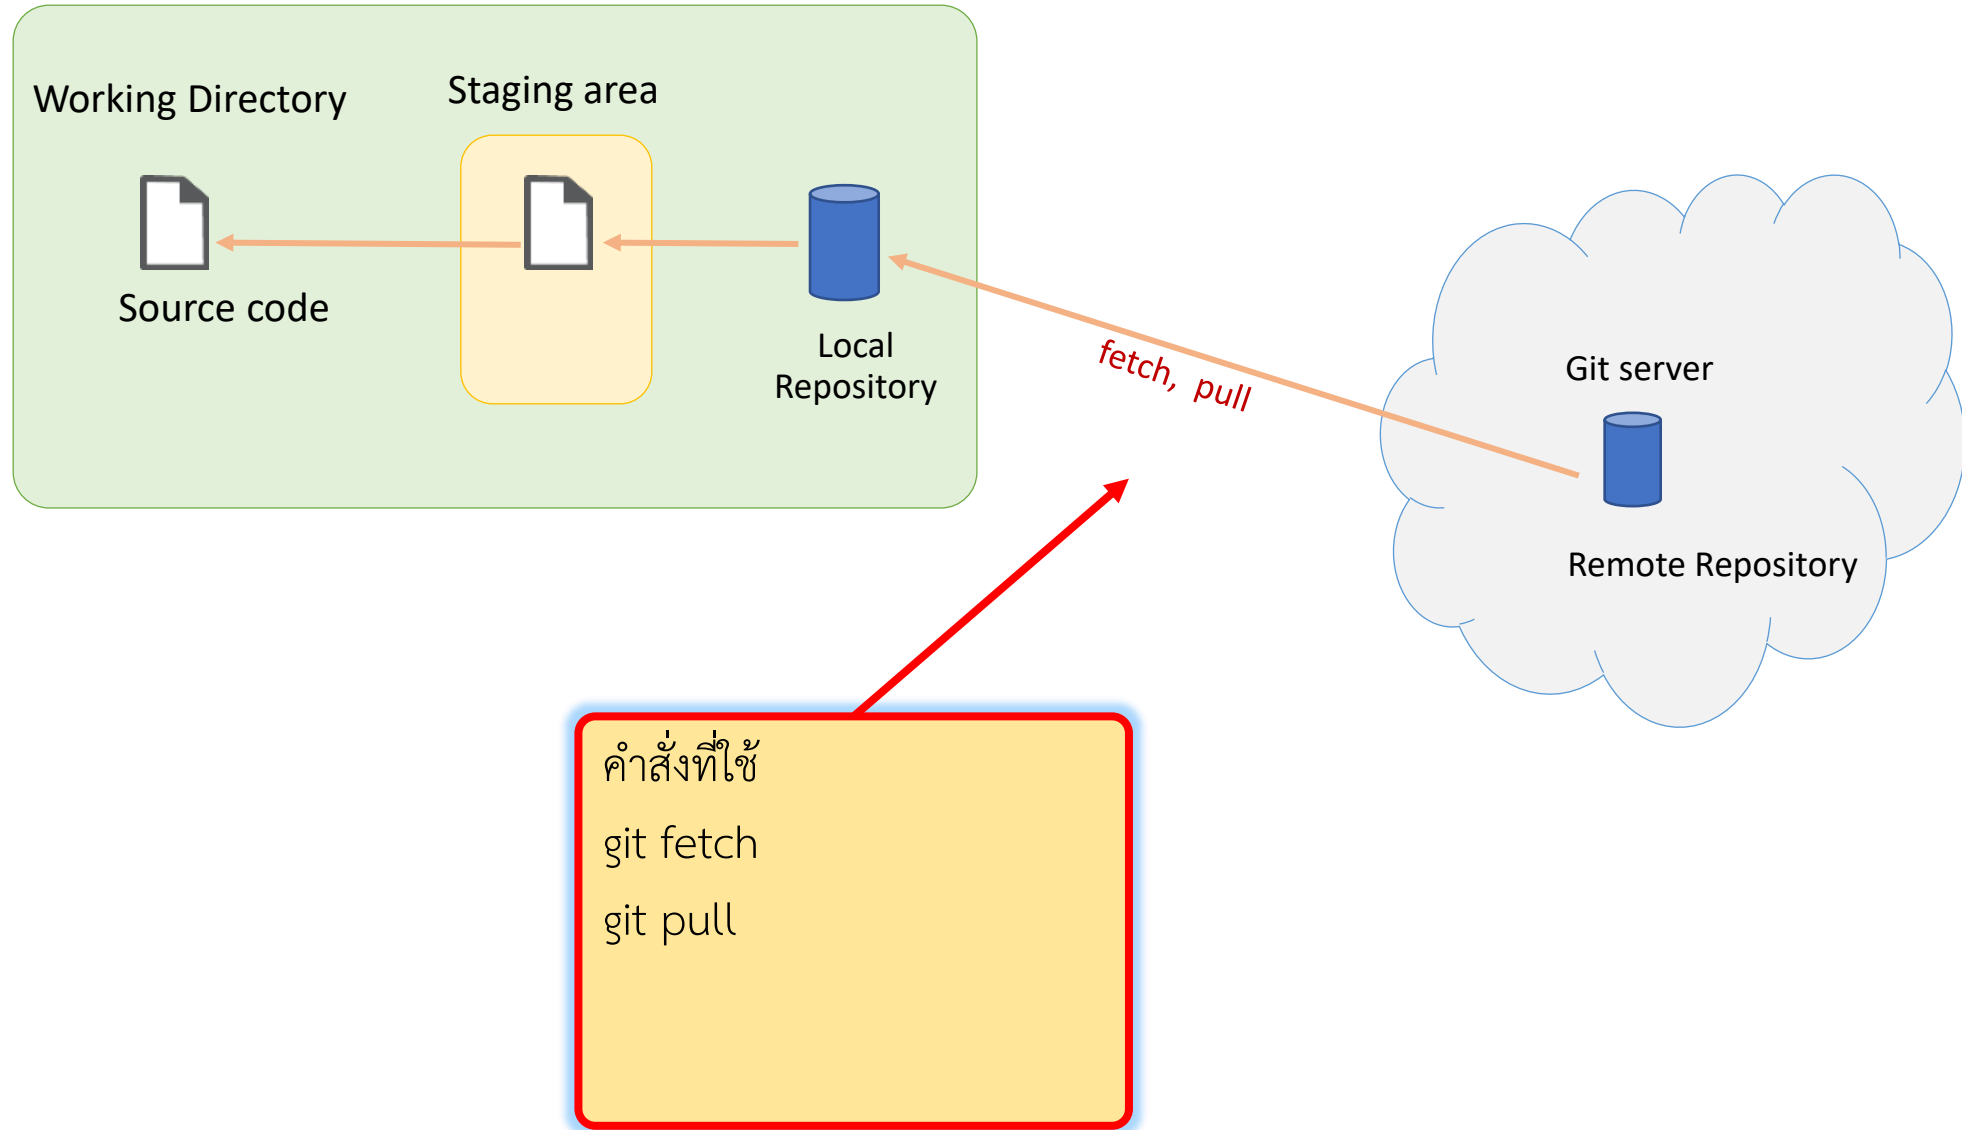 Working Directory
Staging area
Source code
Local
Repository
fetch, pull
Git server
Remote Repository
คำสั่งที่ใช้
git fetch
git pull